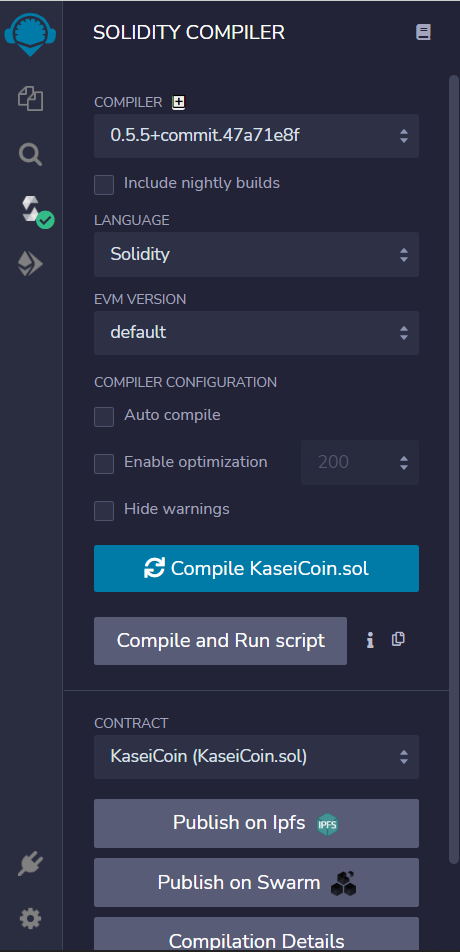 SOLIDITY COMPILER
COMPILER
0.5.5+commit.47a71e8f
Include nightly builds
LANGUAGE
Solidity
EVM VERSION
default
COMPILER CONFIGURATION
Auto compile
Enable optimization 200
Hide warnings
Compile KaseiCoin.sol
Compile and Run script
CONTRACT
KaseiCoin (KaseiCoin.sol)
Publish on Ipfs IPFS
Publish on Swarm
Compilation Details